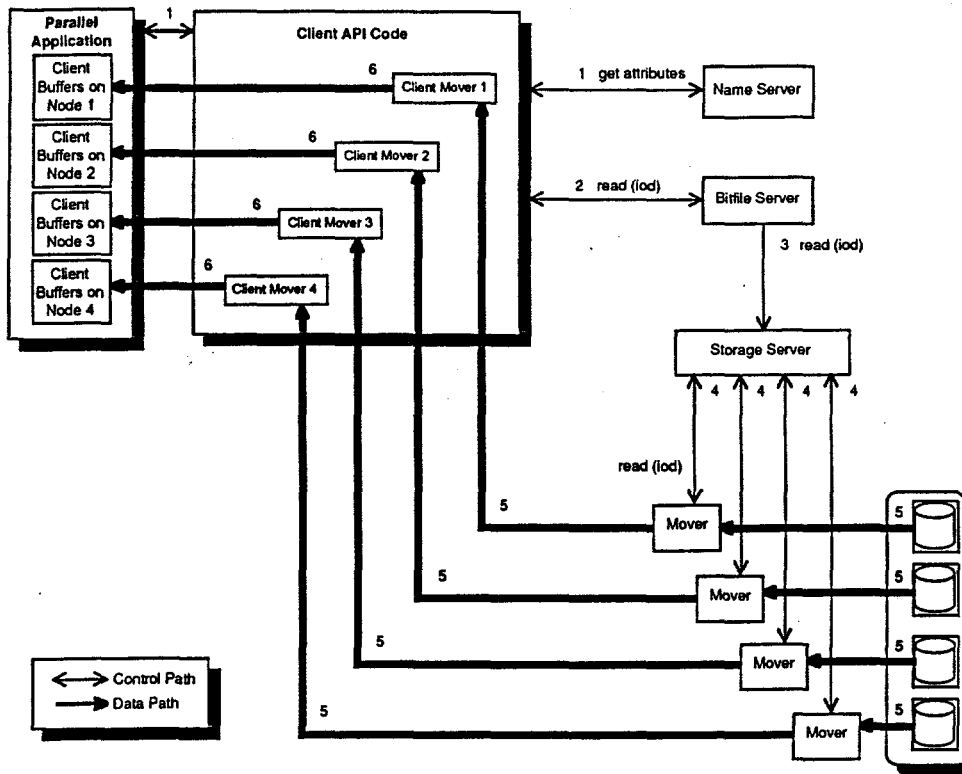 Parallel
Application
1
Client API Code
Client
Buffers on
Node 1
6
Client Mover 1
1 get attributes
Name Server
Client
Buffers on
Node 2
6
Client Mover 2
2 read (iod)
Bitfile Server
Client
Buffers on
Node 3
6
Client Mover 3
3 read (iod)
Client
Buffers on
Node 4
6
Client Mover 4
Storage Server
4
4
4
4
read (iod)
5
Mover
5
5
Mover
5
5
Mover
5
5
Mover
5
Control Path
Data Path